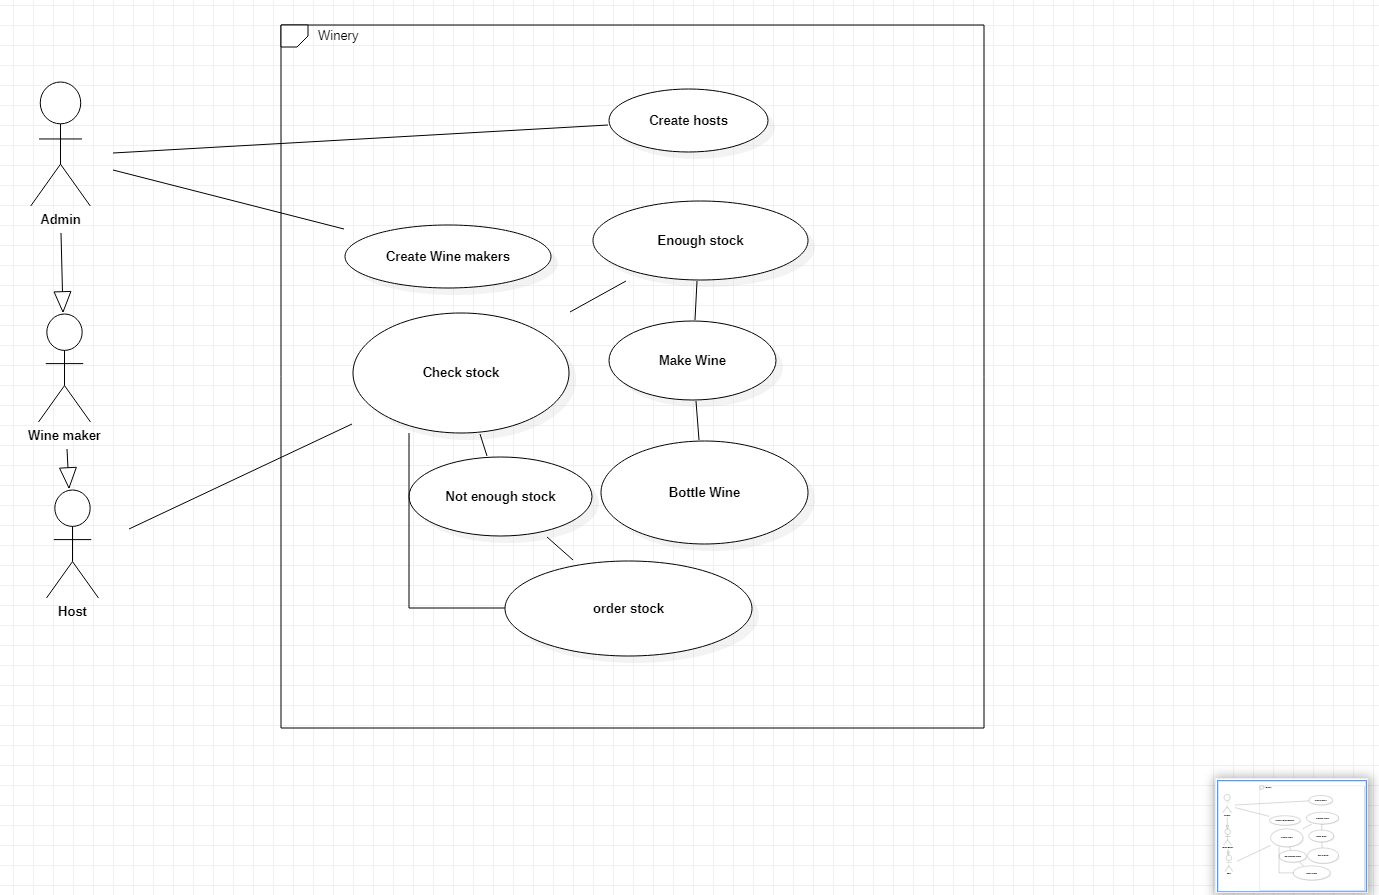 Winery
Create hosts
Admin
Enough stock
Create Wine makers
Make Wine
Check stock
Wine maker
Not enough stock
Bottle Wine
order stock
Host